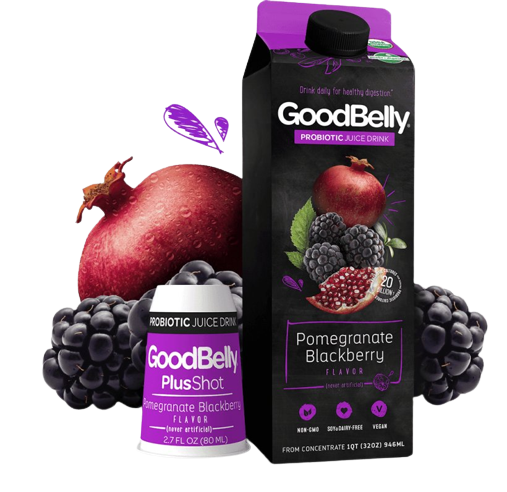 Drink daily for healthy digestion*
GoodBelly®
PROBIOTIC JUICE DRINK
20
BILLION
Pomegranate
Blackberry
FLAVOR
(never artificial)
NON-GMO
SOY&DAIRY-FREE
VEGAN
FROM CONCENTRATE 1QT (32OZ) 946ML
PROBIOTIC JUICE DRINK
GoodBelly
PlusShot
Pomegranate Blackberry
FLAVOR
(never artificial)
2.7 FL OZ (80 ML)